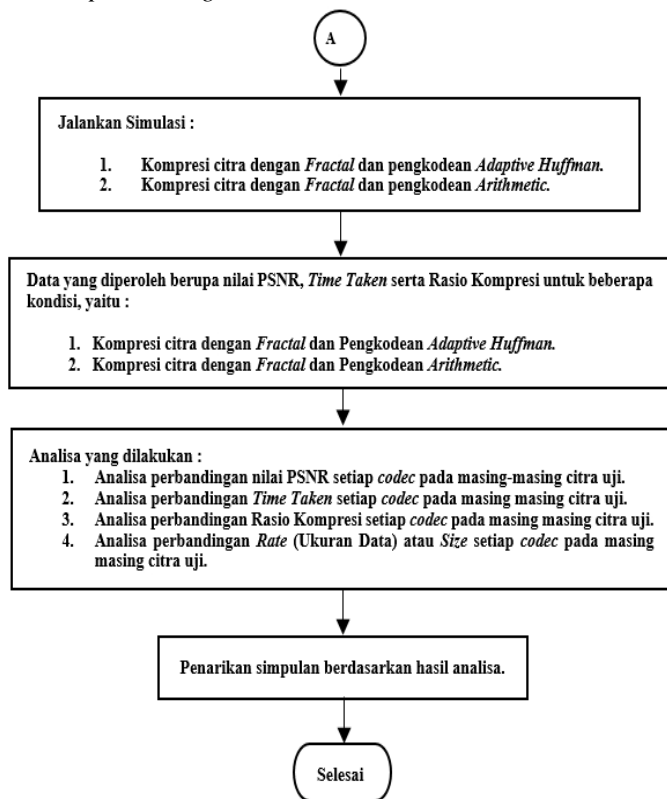 A
Jalankan Simulasi :
1. Kompresi citra dengan Fractal dan pengkodean Adaptive Huffman.
2. Kompresi citra dengan Fractal dan pengkodean Arithmetic.
Data yang diperoleh berupa nilai PSNR, Time Taken serta Rasio Kompresi untuk beberapa
kondisi, yaitu :
1. Kompresi citra dengan Fractal dan Pengkodean Adaptive Huffman.
2. Kompresi citra dengan Fractal dan Pengkodean Arithmetic.
Analisa yang dilakukan :
1. Analisa perbandingan nilai PSNR setiap codec pada masing-masing citra uji.
2. Analisa perbandingan Time Taken setiap codec pada masing masing citra uji.
3. Analisa perbandingan Rasio Kompresi setiap codec pada masing masing citra uji.
4. Analisa perbandingan Rate (Ukuran Data) atau Size setiap codec pada masing
masing citra uji.
Penarikan simpulan berdasarkan hasil analisa.
Selesai